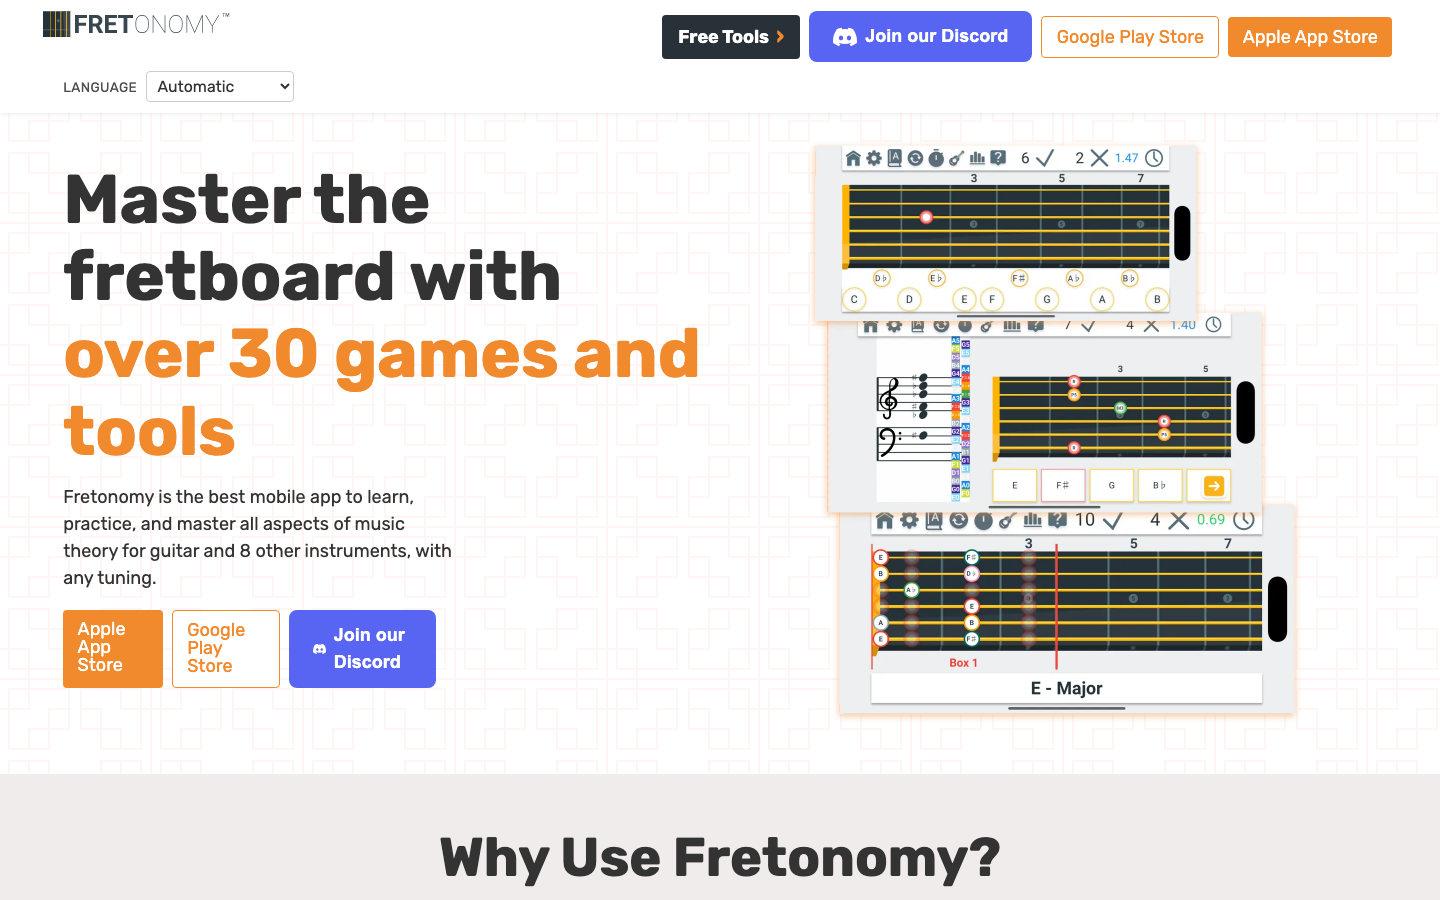 FRETONOMY™
Free Tools
Join our Discord
Google Play Store
Apple App Store
LANGUAGE
Automatic
Master the
fretboard with
over 30 games and
tools
Fretonomy is the best mobile app to learn,
practice, and master all aspects of music
theory for guitar and 8 other instruments, with
any tuning.
Apple
App
Store
Google
Play
Store
Join our
Discord
6 2 1.47
3 5 7
D♭ E♭ F♯ A♭ B♭
C D E F G A B
7 4 1.40
3 5
E F♯ G B♭
10 4 0.69
3 5 7
E F♯
B D♭
A♭
E
A B
E F♯
Box 1
E - Major
Why Use Fretonomy?